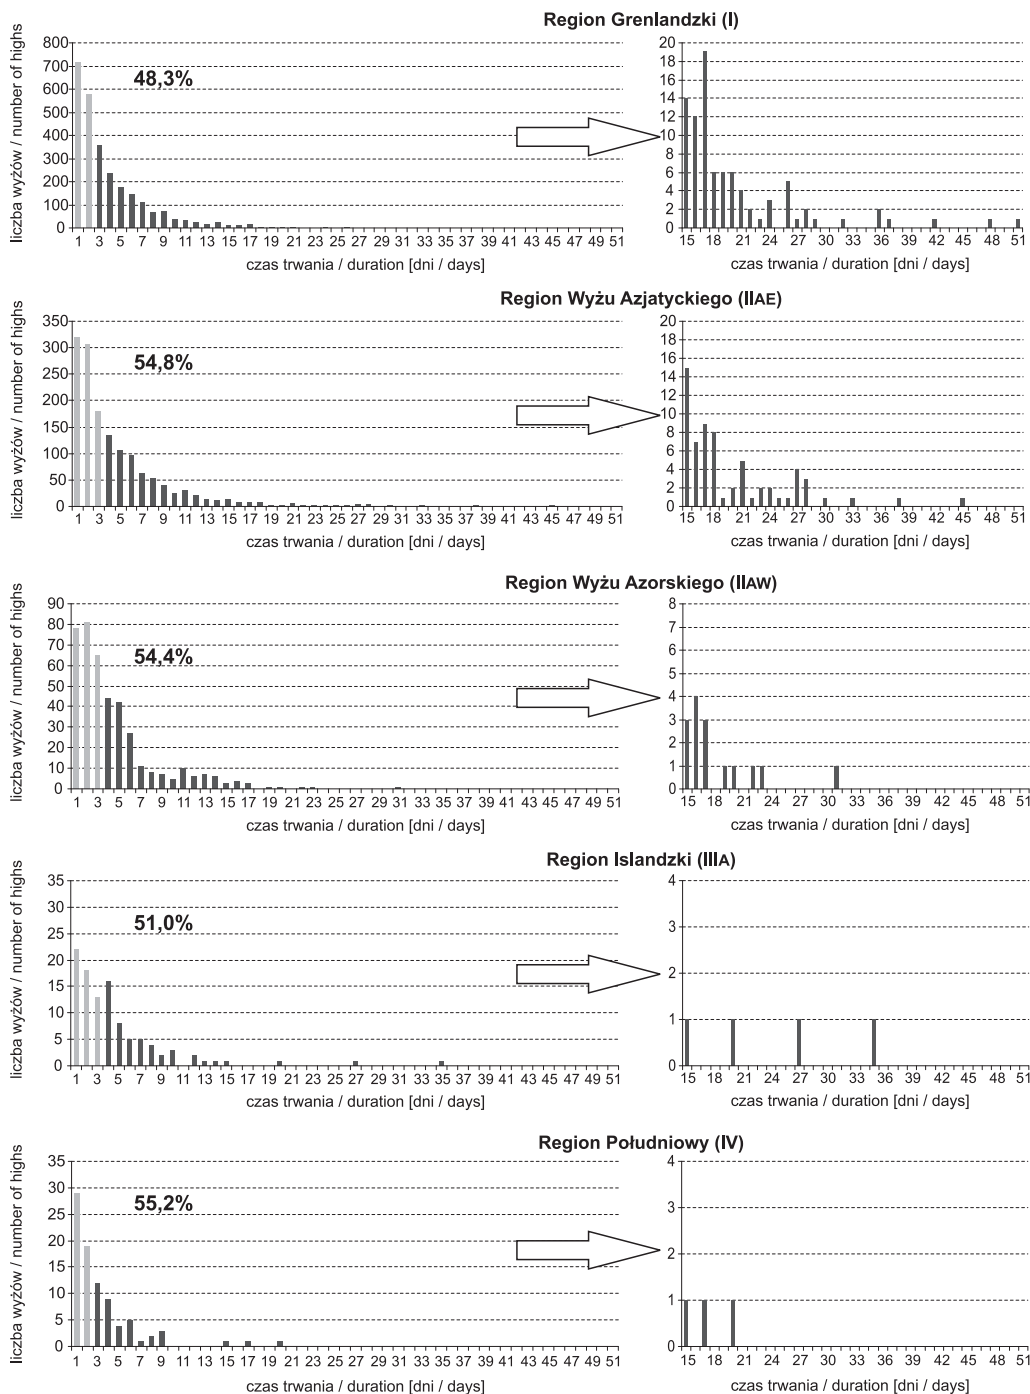 Region Grenlandzki (I)
liczba wyżów / number of highs
800
700
600
500
400
300
200
100
0
48,3%
1 3 5 7 9 11 13 15 17 19 21 23 25 27 29 31 33 35 37 39 41 43 45 47 49 51
czas trwania / duration [dni / days]
20
18
16
14
12
10
8
6
4
2
0
15 18 21 24 27 30 33 36 39 42 45 48 51
czas trwania / duration [dni / days]
Region Wyżu Azjatyckiego (IIAE)
liczba wyżów / number of highs
350
300
250
200
150
100
50
0
54,8%
1 3 5 7 9 11 13 15 17 19 21 23 25 27 29 31 33 35 37 39 41 43 45 47 49 51
czas trwania / duration [dni / days]
20
18
16
14
12
10
8
6
4
2
0
15 18 21 24 27 30 33 36 39 42 45 48 51
czas trwania / duration [dni / days]
Region Wyżu Azorskiego (IIAW)
liczba wyżów / number of highs
90
80
70
60
50
40
30
20
10
0
54,4%
1 3 5 7 9 11 13 15 17 19 21 23 25 27 29 31 33 35 37 39 41 43 45 47 49 51
czas trwania / duration [dni / days]
8
7
6
5
4
3
2
1
0
15 18 21 24 27 30 33 36 39 42 45 48 51
czas trwania / duration [dni / days]
Region Islandzki (IIIA)
liczba wyżów / number of highs
35
30
25
20
15
10
5
0
51,0%
1 3 5 7 9 11 13 15 17 19 21 23 25 27 29 31 33 35 37 39 41 43 45 47 49 51
czas trwania / duration [dni / days]
4
3
2
1
0
15 18 21 24 27 30 33 36 39 42 45 48 51
czas trwania / duration [dni / days]
Region Południowy (IV)
liczba wyżów / number of highs
35
30
25
20
15
10
5
0
55,2%
1 3 5 7 9 11 13 15 17 19 21 23 25 27 29 31 33 35 37 39 41 43 45 47 49 51
czas trwania / duration [dni / days]
4
3
2
1
0
15 18 21 24 27 30 33 36 39 42 45 48 51
czas trwania / duration [dni / days]